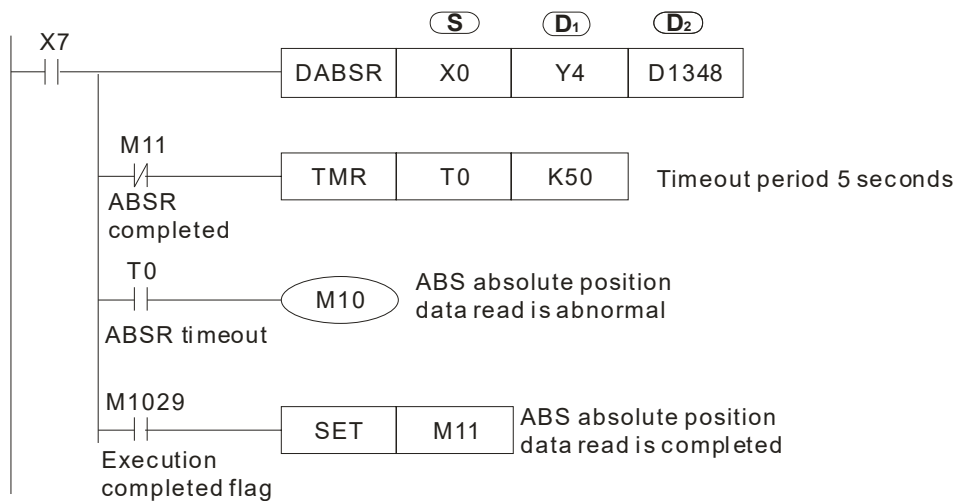 S D1 D2
X7
DABSR X0 Y4 D1348
M11
TMR T0 K50 Timeout period 5 seconds
ABSR
completed
T0
M10 ABS absolute position
data read is abnormal
ABSR timeout
M1029
SET M11 ABS absolute position
data read is completed
Execution
completed flag